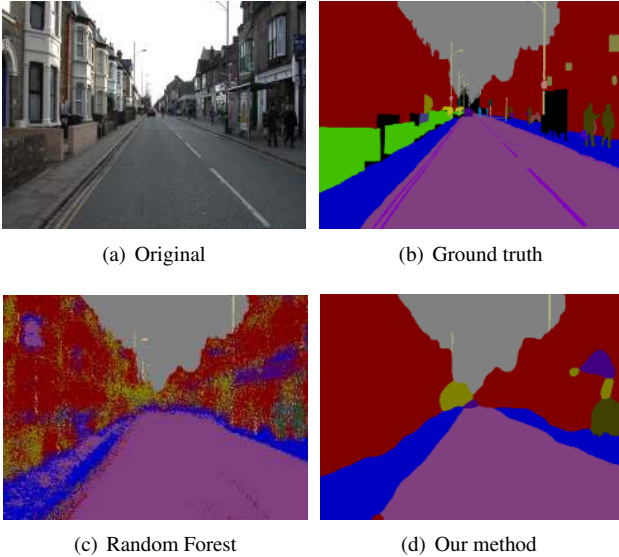 (a) Original
(b) Ground truth
(c) Random Forest
(d) Our method